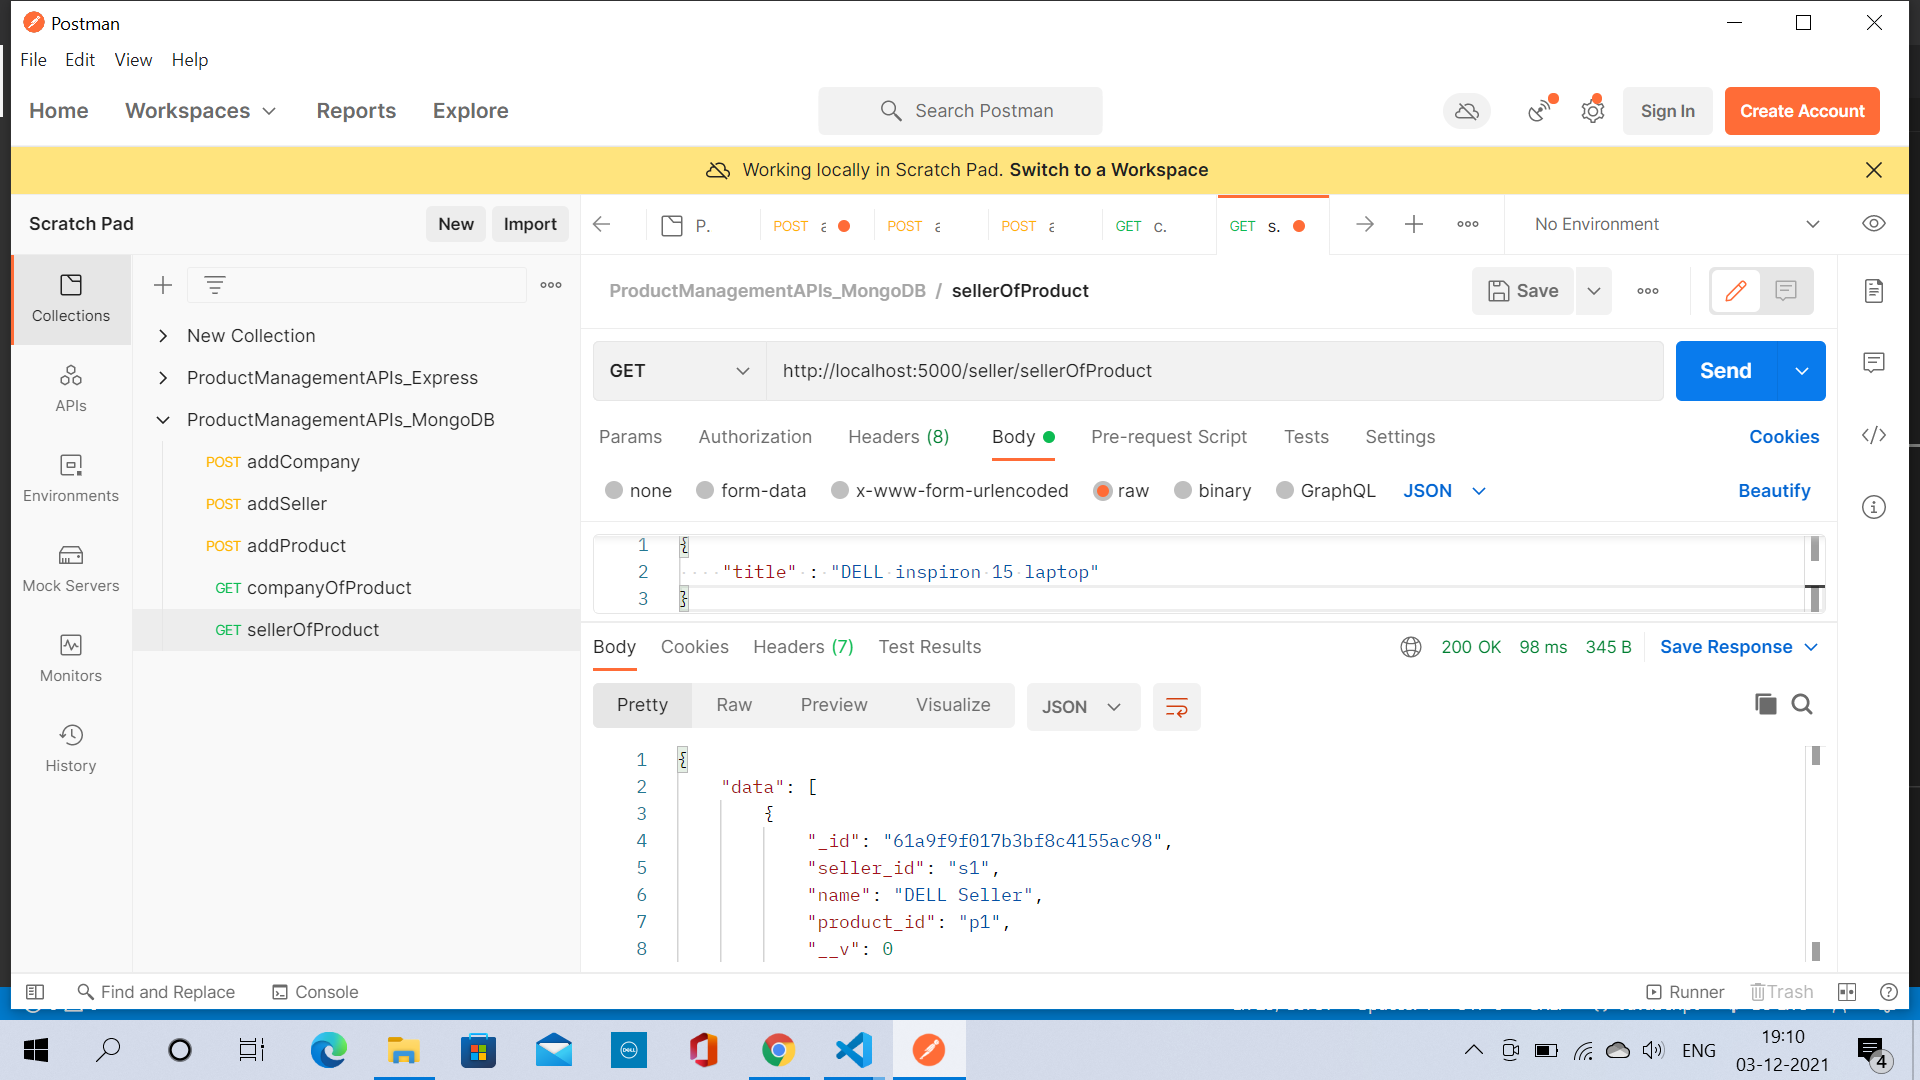 Postman
File Edit View Help
Home Workspaces Reports Explore
Search Postman
Sign In
Create Account
Working locally in Scratch Pad. Switch to a Workspace
Scratch Pad
New
Import
P.
POST
POST
POST
GET c.
GET s.
No Environment
Collections
APIs
Environments
Mock Servers
Monitors
History
New Collection
ProductManagementAPIs_Express
ProductManagementAPIs_MongoDB
POST addCompany
POST addSeller
POST addProduct
GET companyOfProduct
GET sellerOfProduct
ProductManagementAPIs_MongoDB / sellerOfProduct
Save
GET
http://localhost:5000/seller/sellerOfProduct
Send
Params Authorization Headers (8) Body Pre-request Script Tests Settings
Cookies
none form-data x-www-form-urlencoded raw binary GraphQL JSON
Beautify
1 {
2 "title" : "DELL inspiron 15 laptop"
3 }
Body Cookies Headers (7) Test Results
200 OK 98 ms 345 B
Save Response
Pretty Raw Preview Visualize
JSON
1 {
2 "data": [
3 {
4 "_id": "61a9f9f017b3bf8c4155ac98",
5 "seller_id": "s1",
6 "name": "DELL Seller",
7 "product_id": "p1",
8 "__v": 0
Find and Replace
Console
Runner
Trash
DELL
ENG
19:10
03-12-2021
4